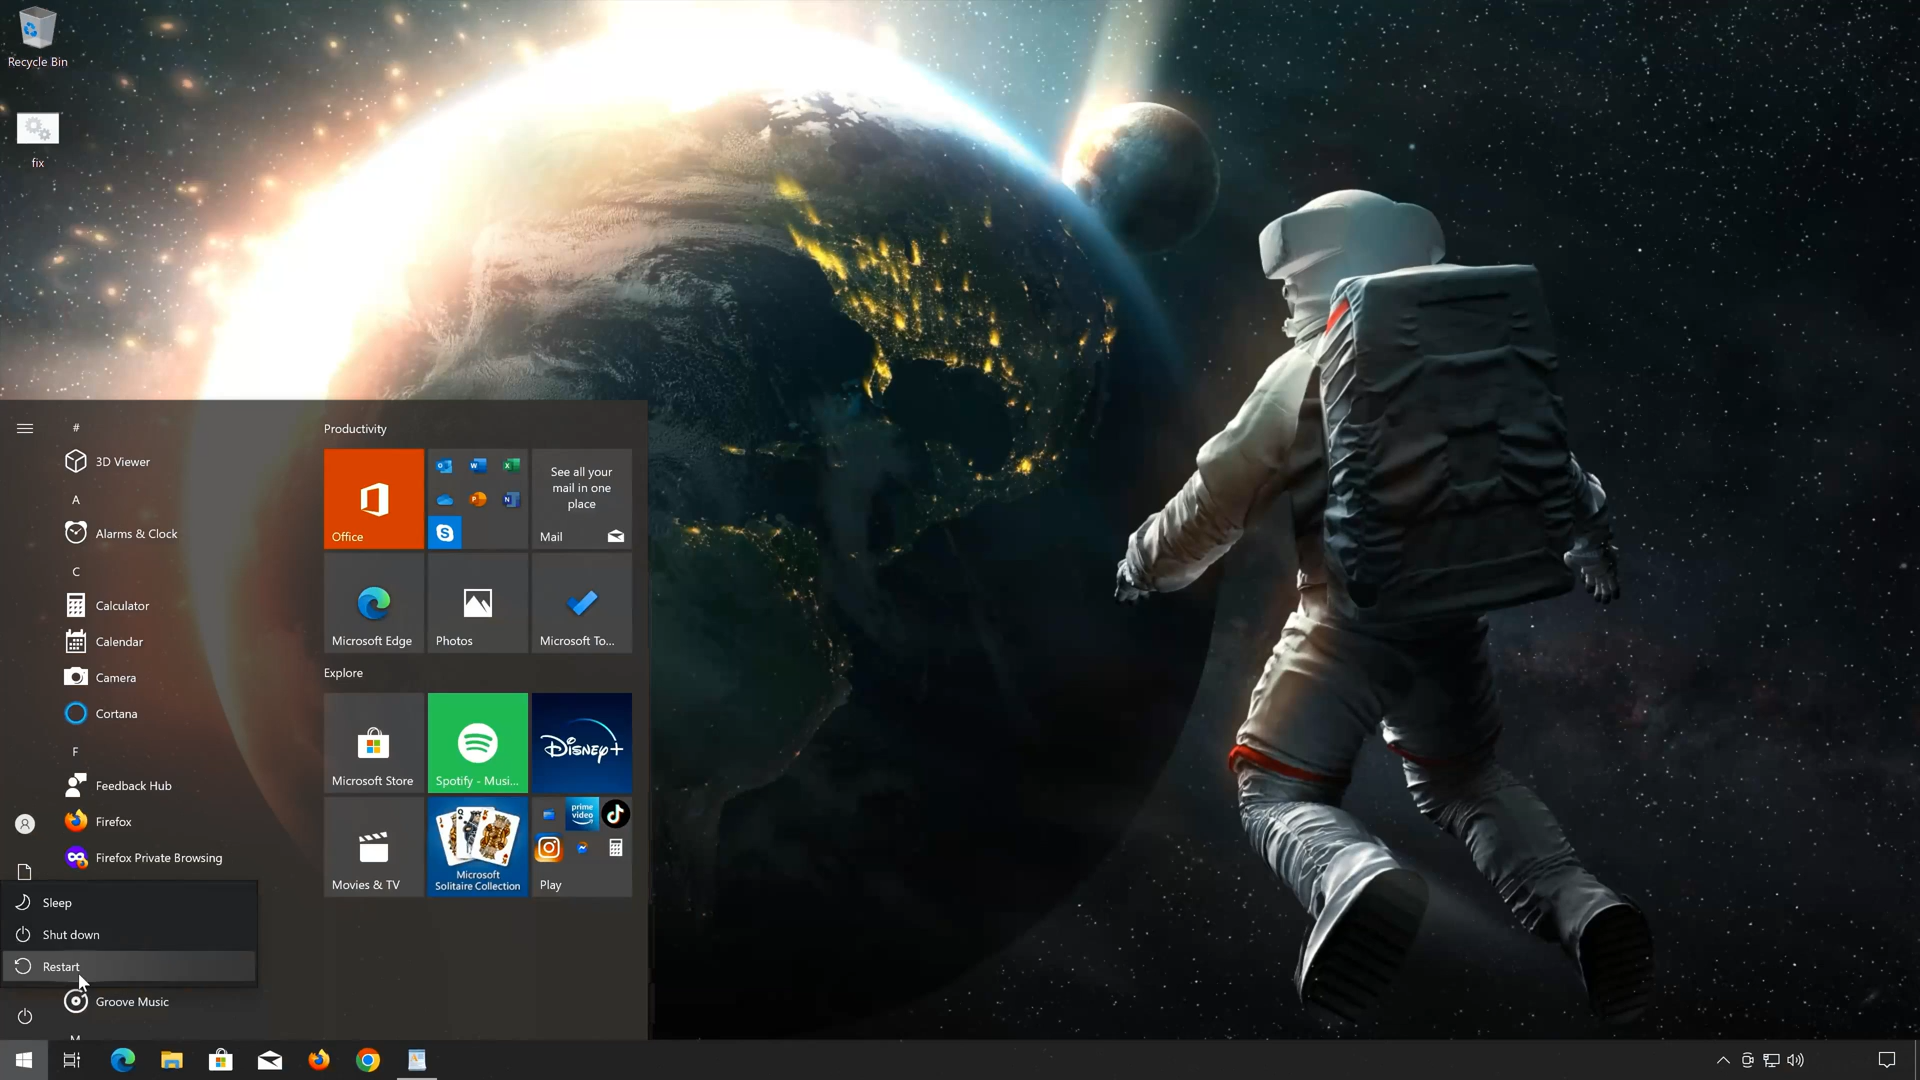 Recycle Bin
fix
#
3D Viewer
A
Alarms & Clock
C
Calculator
Calendar
Camera
Cortana
F
Feedback Hub
Firefox
Firefox Private Browsing
Sleep
Shut down
Restart
Groove Music
Productivity
Office
See all your
mail in one
place
Mail
Microsoft Edge
Photos
Microsoft To...
Explore
Microsoft Store
Spotify - Musi...
Disney+
Movies & TV
Microsoft
Solitaire Collection
prime
video
Play